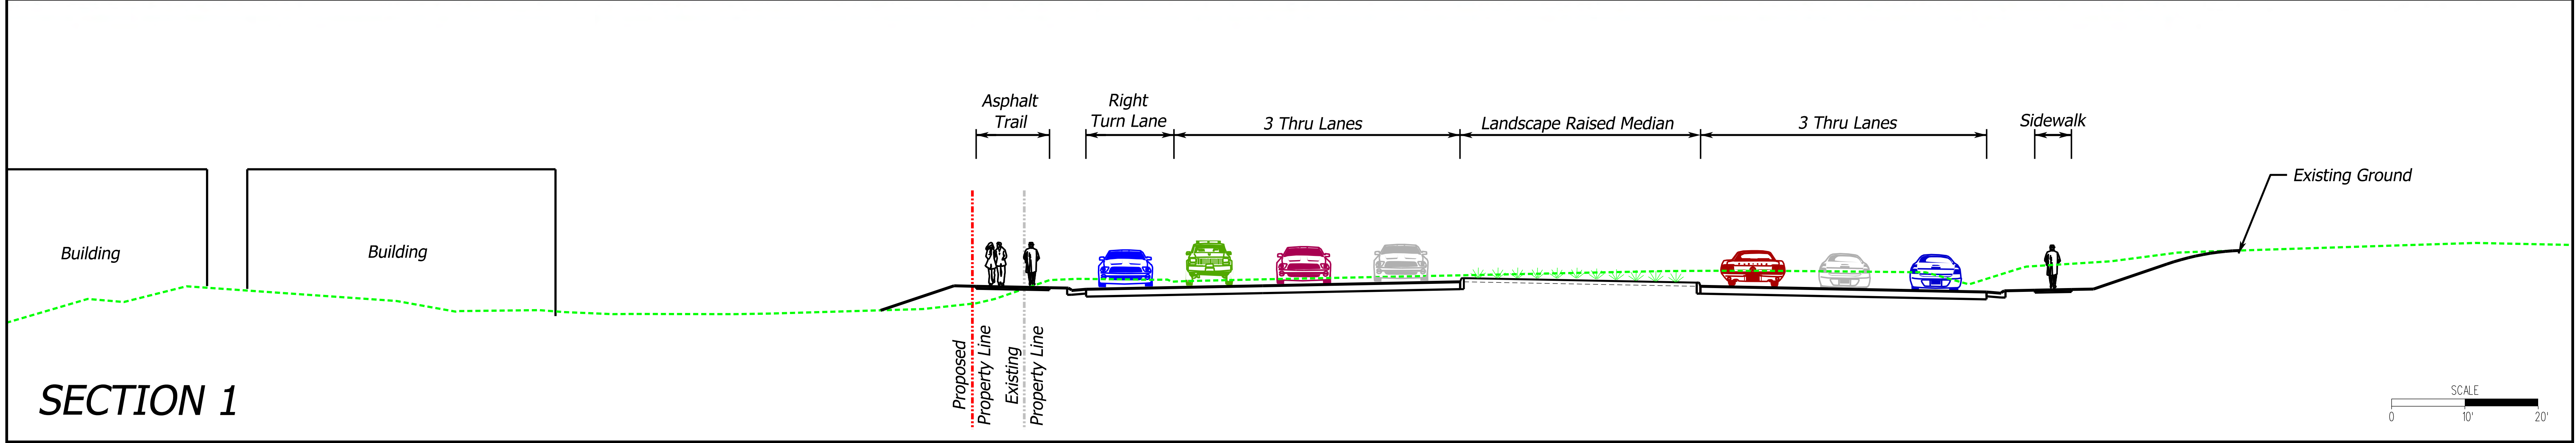 Asphalt
Trail
Right
Turn Lane
3 Thru Lanes
Landscape Raised Median
3 Thru Lanes
Sidewalk
Existing Ground
Building
Building
Proposed
Property Line
Existing
Property Line
SECTION 1
SCALE
0 10' 20'